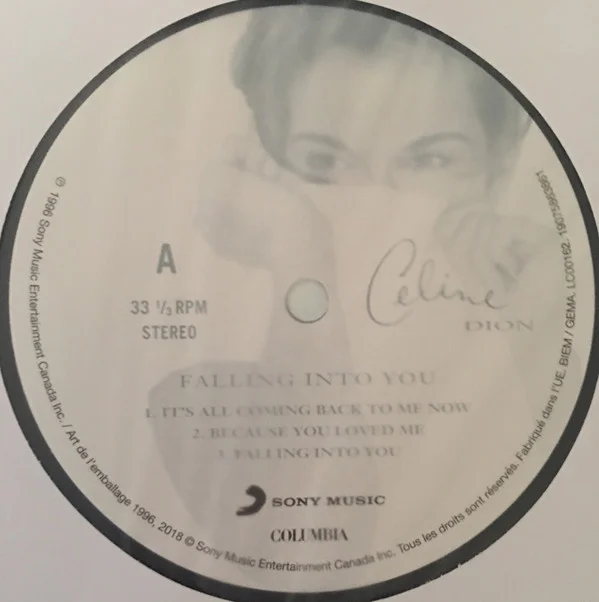 A
33 ⅓ RPM
STEREO
Celine
DION
FALLING INTO YOU
1. IT'S ALL COMING BACK TO ME NOW
2. BECAUSE YOU LOVED ME
3. FALLING INTO YOU
SONY MUSIC
COLUMBIA
℗ 1996 Sony Music Entertainment Canada Inc. / Art de l'emballage 1996, 2018 © Sony Music Entertainment Canada Inc. Tous les droits sont réservés. Fabriqué dans l'UE. BIEM / GEMA. LC00162. 19075863661